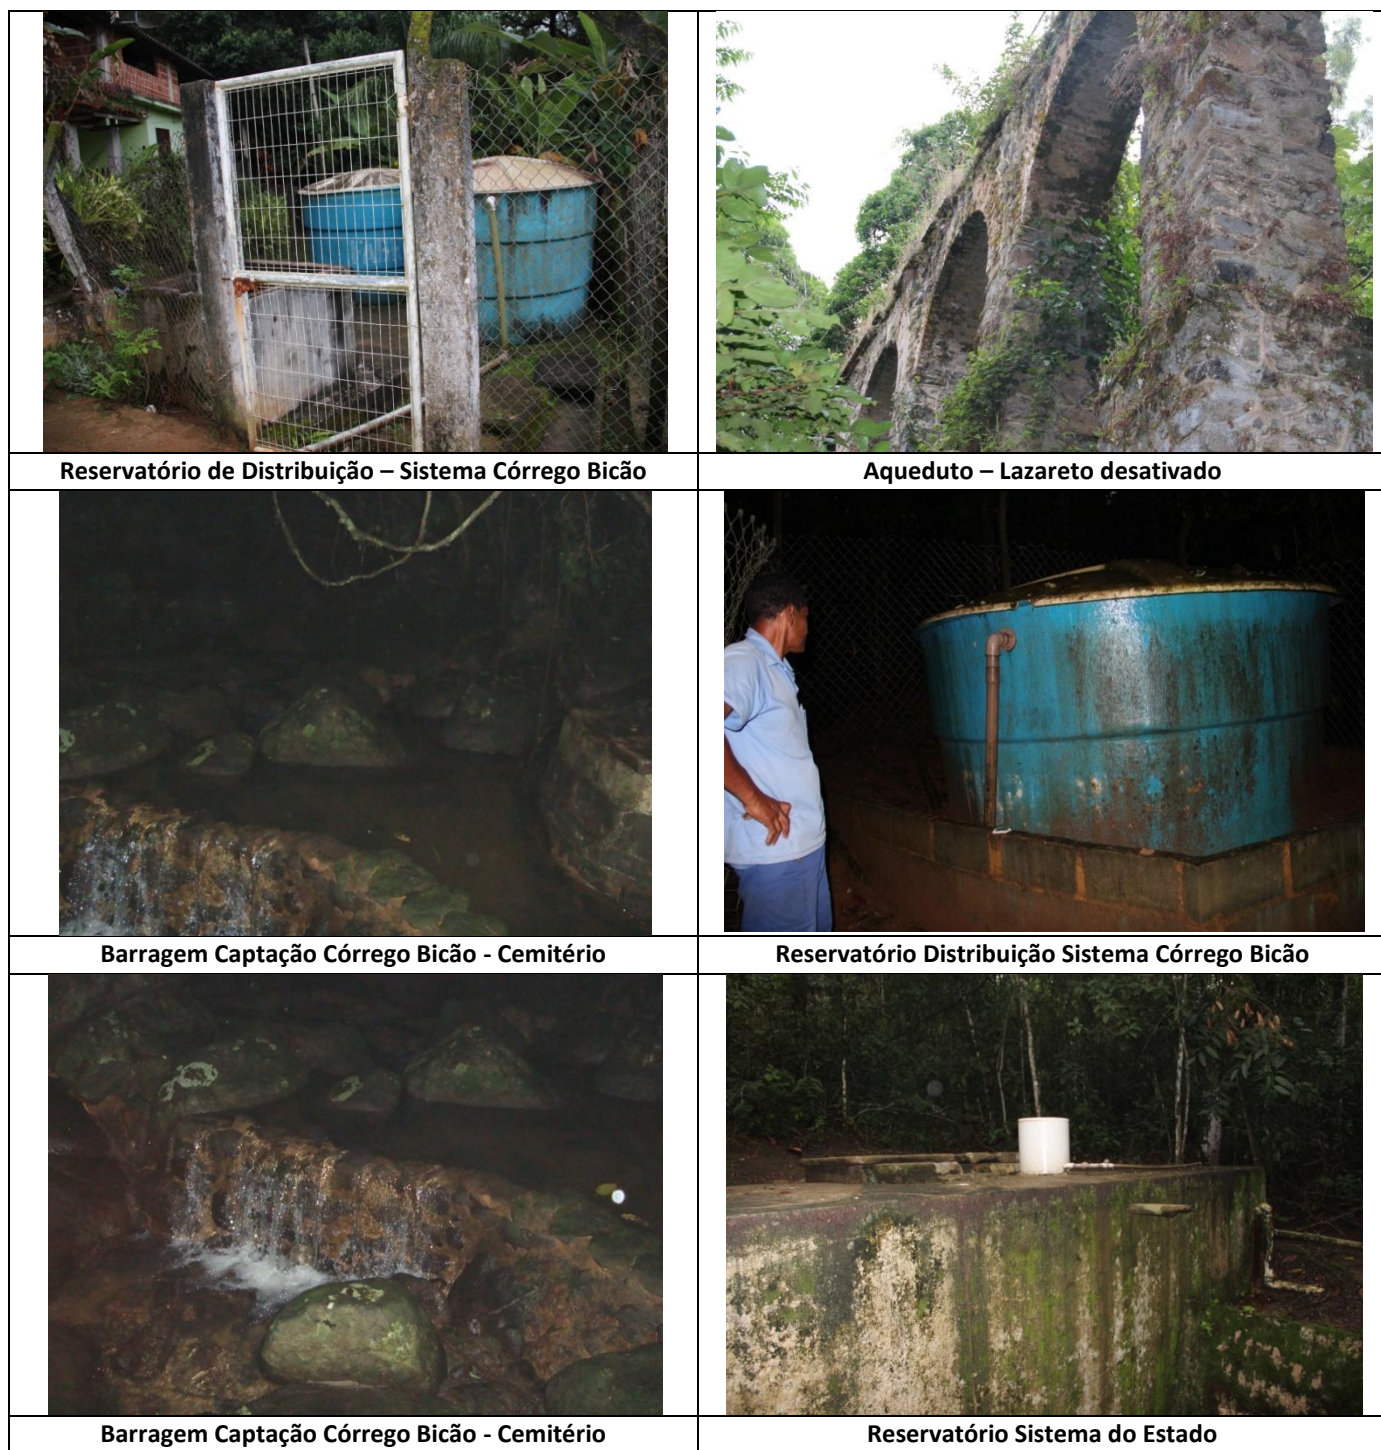 Reservatório de Distribuição – Sistema Córrego Bicão
Aqueduto – Lazareto desativado
Barragem Captação Córrego Bicão - Cemitério
Reservatório Distribuição Sistema Córrego Bicão
Barragem Captação Córrego Bicão - Cemitério
Reservatório Sistema do Estado